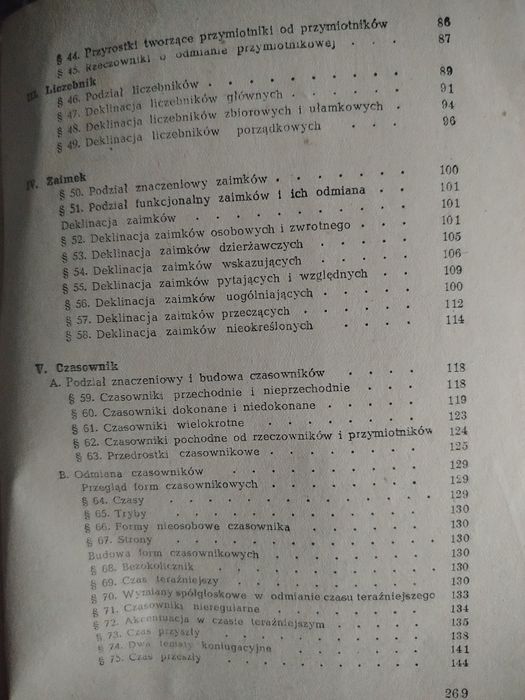 § 44. Przyrostki tworzące przymiotniki od przymiotników 86
§ 45. Rzeczowniki o odmianie przymiotnikowej . . . 87
III. Liczebnik
§ 46. Podział liczebników . . . . . . . . 89
§ 47. Deklinacja liczebników głównych . . . . . 91
§ 48. Deklinacja liczebników zbiorowych i ułamkowych . 94
§ 49. Deklinacja liczebników porządkowych . . . 96
IV. Zaimek
§ 50. Podział znaczeniowy zaimków . . . . . . 100
§ 51. Podział funkcjonalny zaimków i ich odmiana . . 101
Deklinacja zaimków . . . . . . . . 101
§ 52. Deklinacja zaimków osobowych i zwrotnego . . . 101
§ 53. Deklinacja zaimków dzierżawczych . . . . 105
§ 54. Deklinacja zaimków wskazujących . . . . 106
§ 55. Deklinacja zaimków pytających i względnych . . 109
§ 56. Deklinacja zaimków uogólniających . . . . 100
§ 57. Deklinacja zaimków przeczących . . . . 112
§ 58. Deklinacja zaimków nieokreślonych . . . . 114
V. Czasownik
A. Podział znaczeniowy i budowa czasowników . . . . 118
§ 59. Czasowniki przechodnie i nieprzechodnie . . . 118
§ 60. Czasowniki dokonane i niedokonane . . . . . 119
§ 61. Czasowniki wielokrotne . . . . . . 123
§ 62. Czasowniki pochodne od rzeczowników i przymiotników 124
§ 63. Przedrostki czasownikowe . . . . . . . 125
B. Odmiana czasowników . . . . . . . . 129
Przegląd form czasownikowych . . . . . . . 129
§ 64. Czasy . . . . . . . . . . 129
§ 65. Tryby . . . . . . . . . . 130
§ 66. Formy nieosobowe czasownika . . . . . 130
§ 67. Strony . . . . . . . . . . 130
Budowa form czasownikowych . . . . . . 130
§ 68. Bezokolicznik . . . . . . . . 130
§ 69. Czas teraźniejszy . . . . . . . 130
§ 70. Wymiany spółgłoskowe w odmianie czasu teraźniejszego 133
§ 71. Czasowniki nieregularne . . . . . . 134
§ 72. Akcentuacja w czasie teraźniejszym . . . . 135
§ 73. Czas przyszły . . . . . . . . 138
§ 74. Dwa tematy koniugacyjne . . . . . . 141
§ 75. Czas przeszły . . . . . . . . 144
269